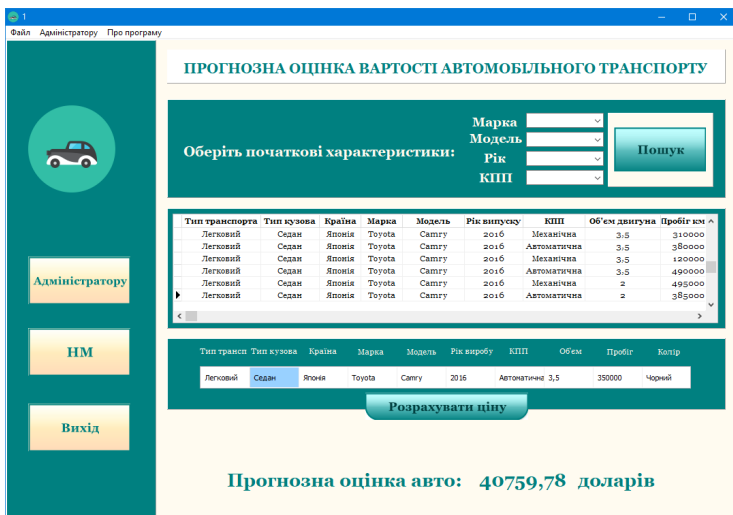 1
Файл Адміністратору Про програму
ПРОГНОЗНА ОЦІНКА ВАРТОСТІ АВТОМОБІЛЬНОГО ТРАНСПОРТУ
Оберіть початкові характеристики:
Марка
Модель
Рік
КПП
Пошук
Адміністратору
НМ
Вихід
Тип транспорта Тип кузова Країна Марка Модель Рік випуску КПП Об'єм двигуна Пробіг км
Легковий Седан Японія Toyota Camry 2016 Механічна 3,5 310000
Легковий Седан Японія Toyota Camry 2016 Автоматична 3,5 380000
Легковий Седан Японія Toyota Camry 2016 Механічна 3,5 120000
Легковий Седан Японія Toyota Camry 2016 Автоматична 3,5 490000
Легковий Седан Японія Toyota Camry 2016 Механічна 2 495000
Легковий Седан Японія Toyota Camry 2016 Автоматична 2 385000
Тип трансп Тип кузова Країна Марка Модель Рік виробу КПП Об'єм Пробіг Колір
Легковий Седан Японія Toyota Camry 2016 Автоматична 3,5 350000 Чорний
Розрахувати ціну
Прогнозна оцінка авто: 40759,78 доларів